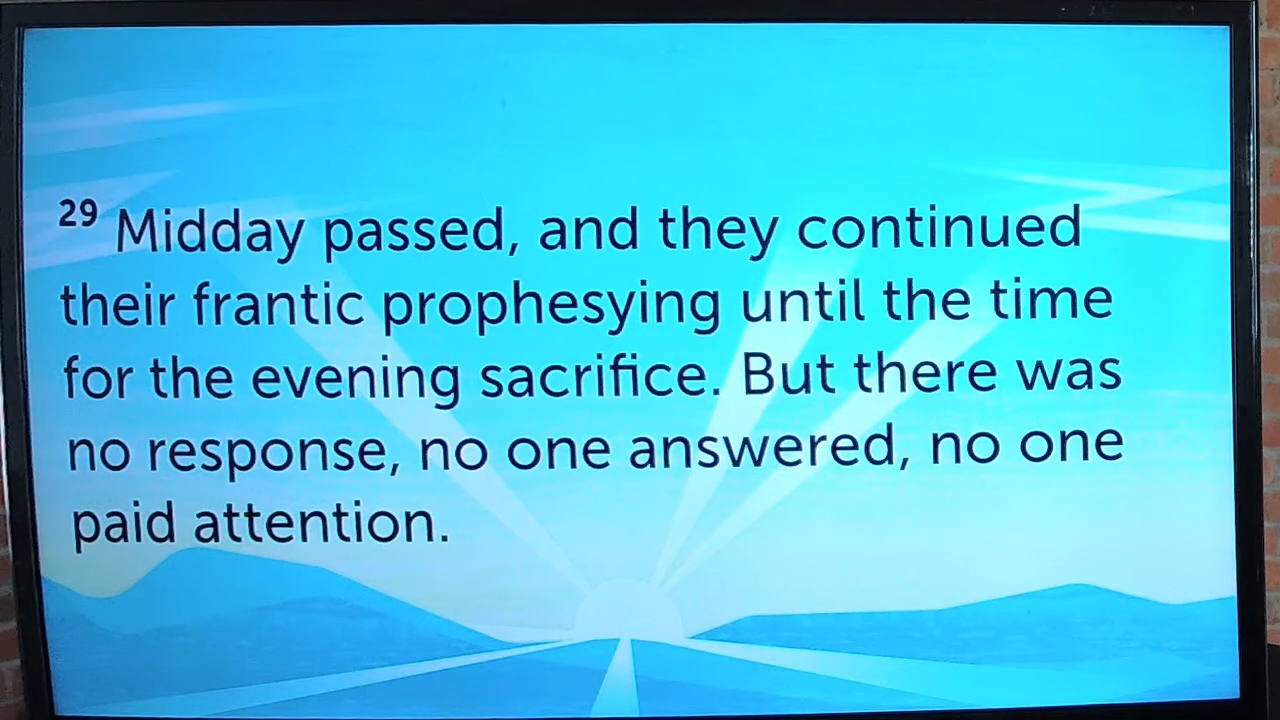 29 Midday passed, and they continued
their frantic prophesying until the time
for the evening sacrifice. But there was
no response, no one answered, no one
paid attention.